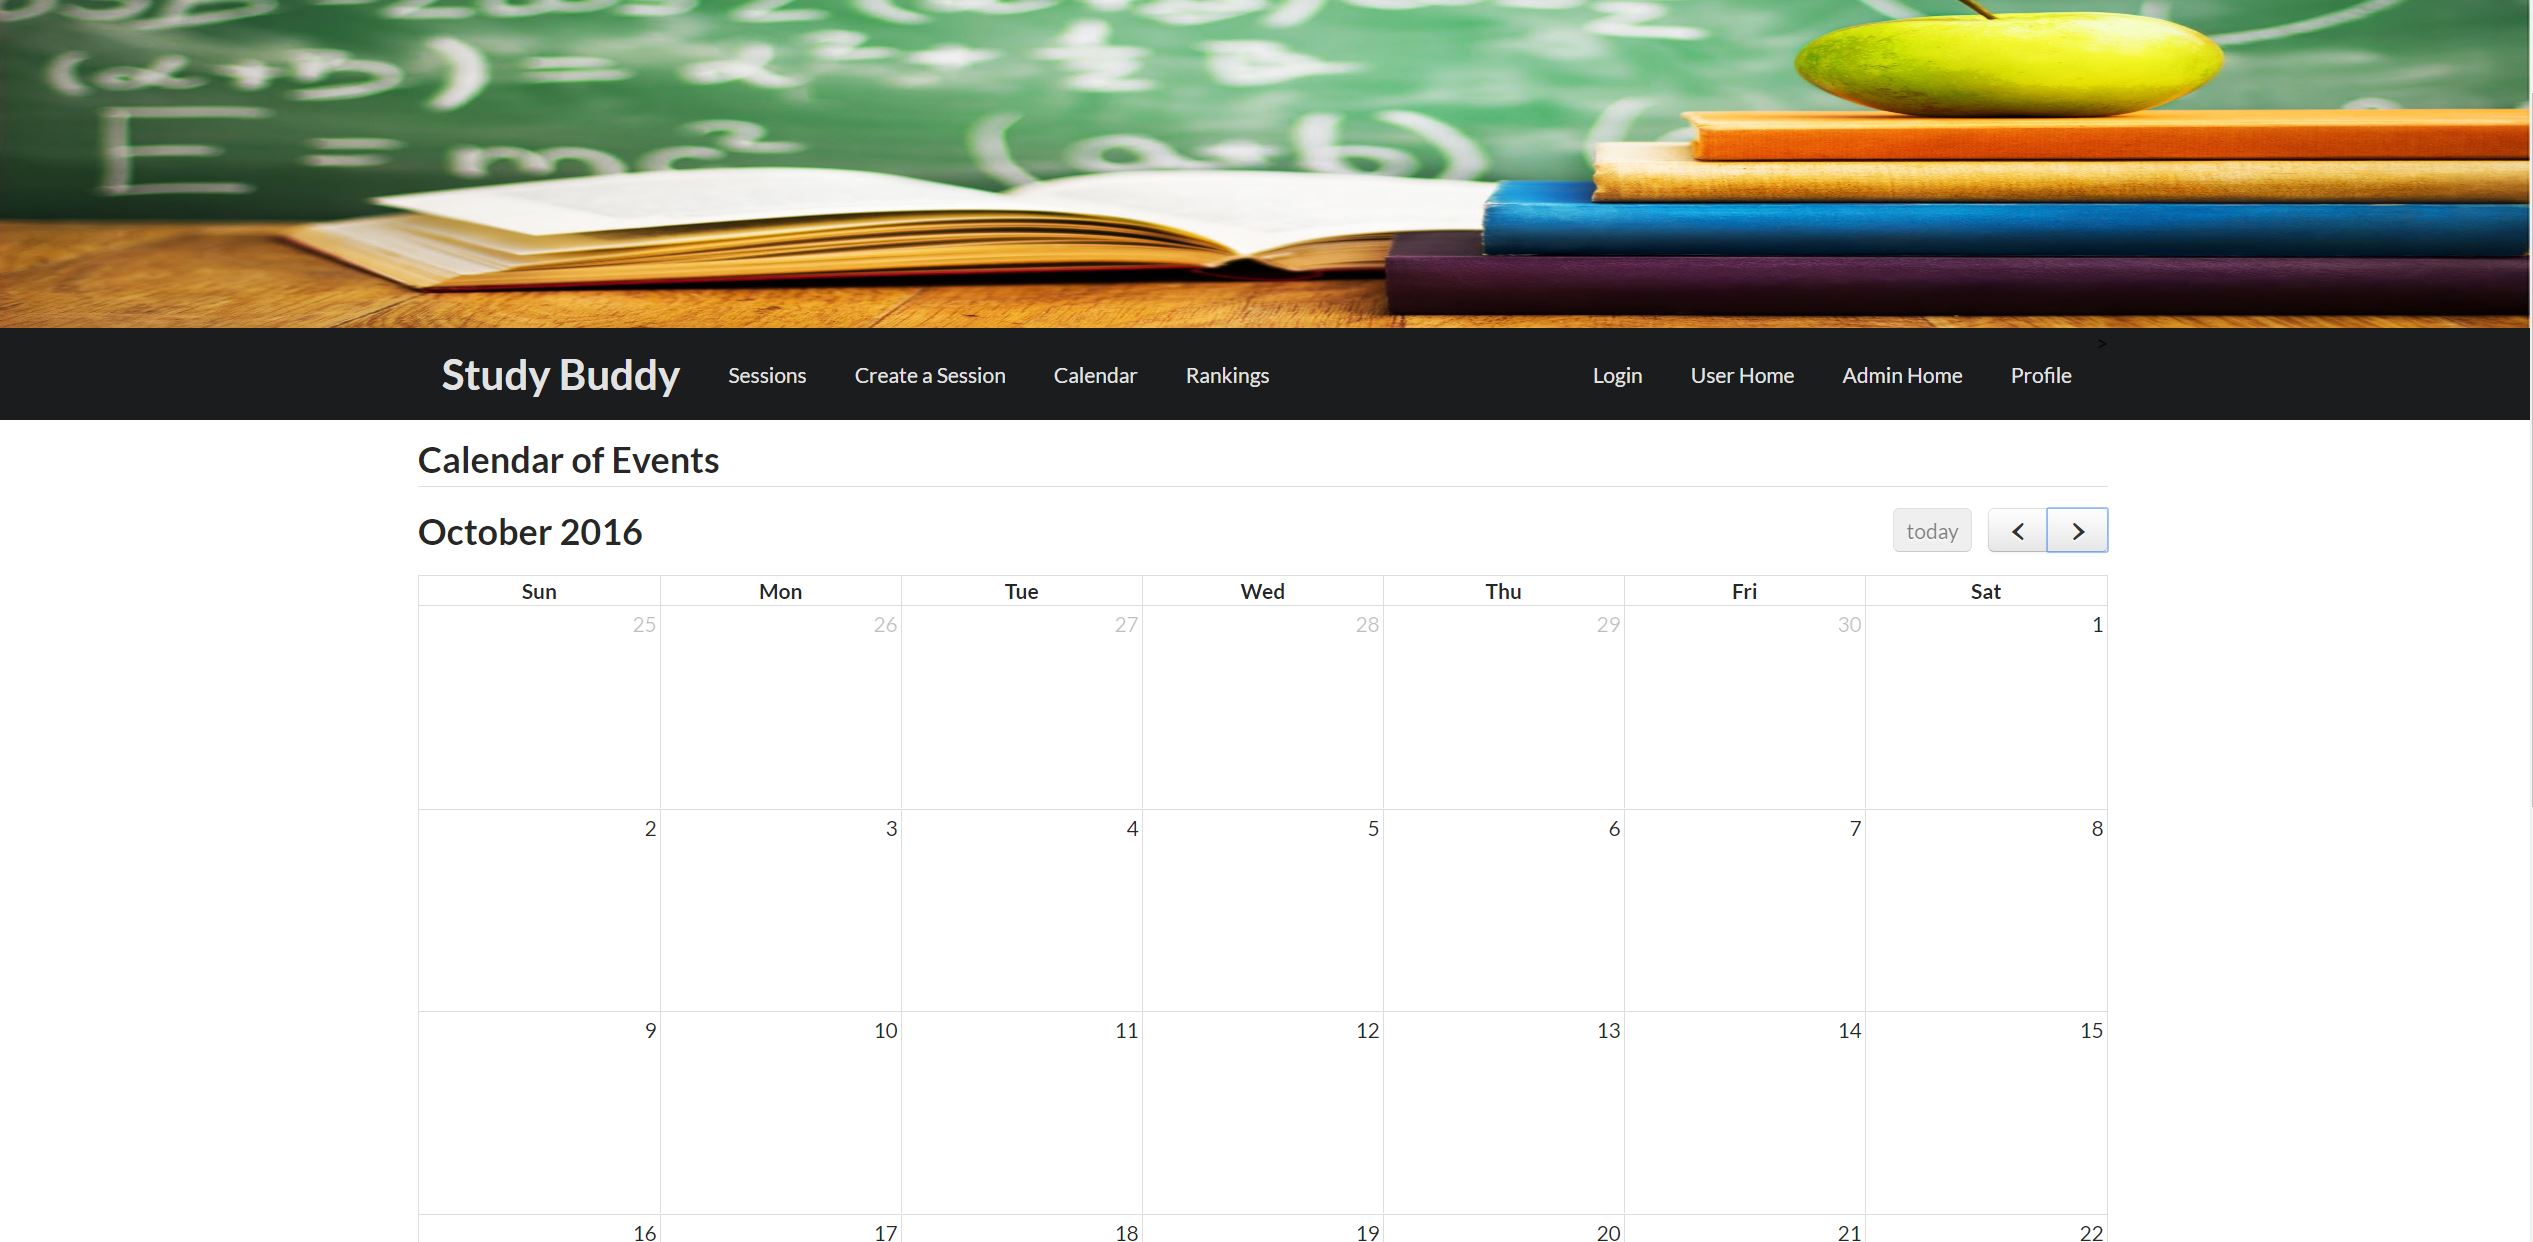 (α+β) = α² +
E = mc² (a+b)
>
Study Buddy Sessions Create a Session Calendar Rankings Login User Home Admin Home Profile
Calendar of Events
October 2016 today < >
Sun Mon Tue Wed Thu Fri Sat
25 26 27 28 29 30 1
2 3 4 5 6 7 8
9 10 11 12 13 14 15
16 17 18 19 20 21 22